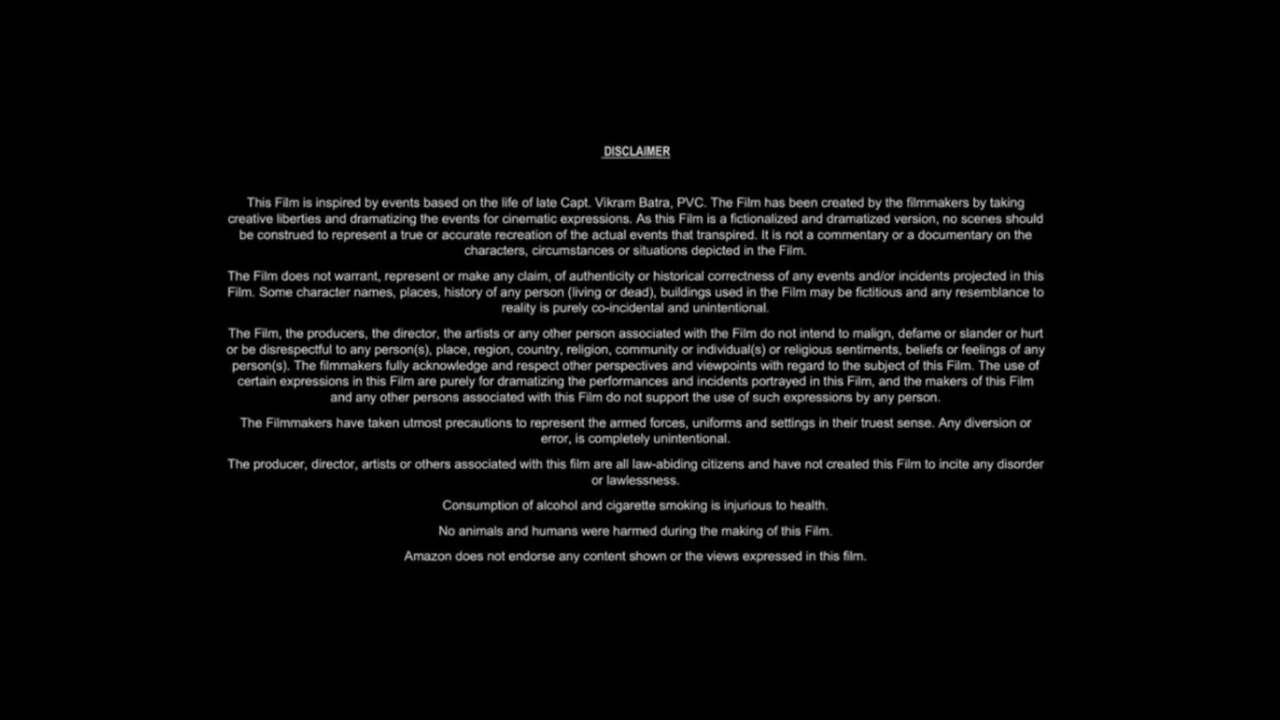 DISCLAIMER
This Film is inspired by events based on the life of late Capt. Vikram Batra, PVC. The Film has been created by the filmmakers by taking
creative liberties and dramatizing the events for cinematic expressions. As this Film is a fictionalized and dramatized version, no scenes should
be construed to represent a true or accurate recreation of the actual events that transpired. It is not a commentary or a documentary on the
characters, circumstances or situations depicted in the Film.
The Film does not warrant, represent or make any claim, of authenticity or historical correctness of any events and/or incidents projected in this
Film. Some character names, places, history of any person (living or dead), buildings used in the Film may be fictitious and any resemblance to
reality is purely co-incidental and unintentional.
The Film, the producers, the director, the artists or any other person associated with the Film do not intend to malign, defame or slander or hurt
or be disrespectful to any person(s), place, region, country, religion, community or individual(s) or religious sentiments, beliefs or feelings of any
person(s). The filmmakers fully acknowledge and respect other perspectives and viewpoints with regard to the subject of this Film. The use of
certain expressions in this Film are purely for dramatizing the performances and incidents portrayed in this Film, and the makers of this Film
and any other persons associated with this Film do not support the use of such expressions by any person.
The Filmmakers have taken utmost precautions to represent the armed forces, uniforms and settings in their truest sense. Any diversion or
error, is completely unintentional.
The producer, director, artists or others associated with this film are all law-abiding citizens and have not created this Film to incite any disorder
or lawlessness.
Consumption of alcohol and cigarette smoking is injurious to health.
No animals and humans were harmed during the making of this Film.
Amazon does not endorse any content shown or the views expressed in this film.